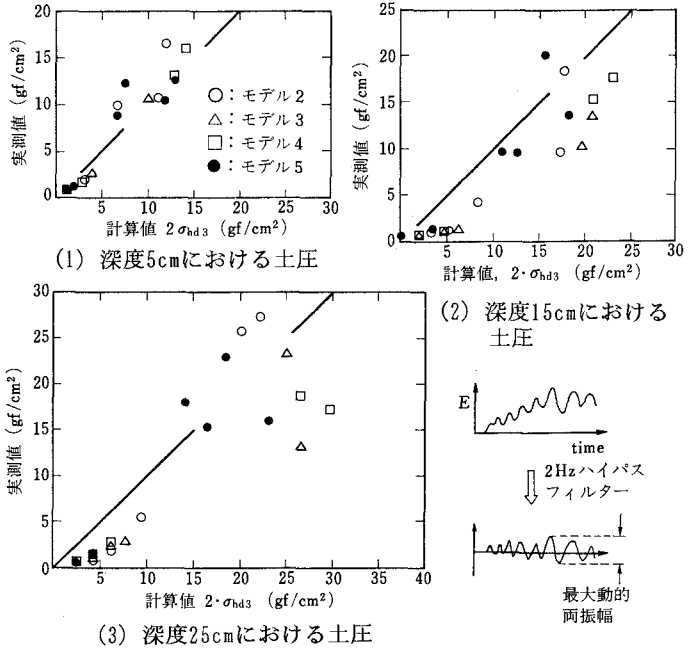 20
15
10
5
0
5 10 15 20
実測値 (gf/cm²)
計算値 2σhd3 (gf/cm²)
○：モデル2
△：モデル3
□：モデル4
●：モデル5
(1) 深度5cmにおける土圧
25
20
15
10
5
0
5 10 15 20 25
実測値 (gf/cm²)
計算値, 2·σhd3 (gf/cm²)
(2) 深度15cmにおける
土圧
30
25
20
15
10
5
0
5 10 15 20 25 30 35 40
実測値 (gf/cm²)
計算値 2·σhd3 (gf/cm²)
(3) 深度25cmにおける土圧
E
time
2Hzハイパス
フィルター
最大動的
両振幅